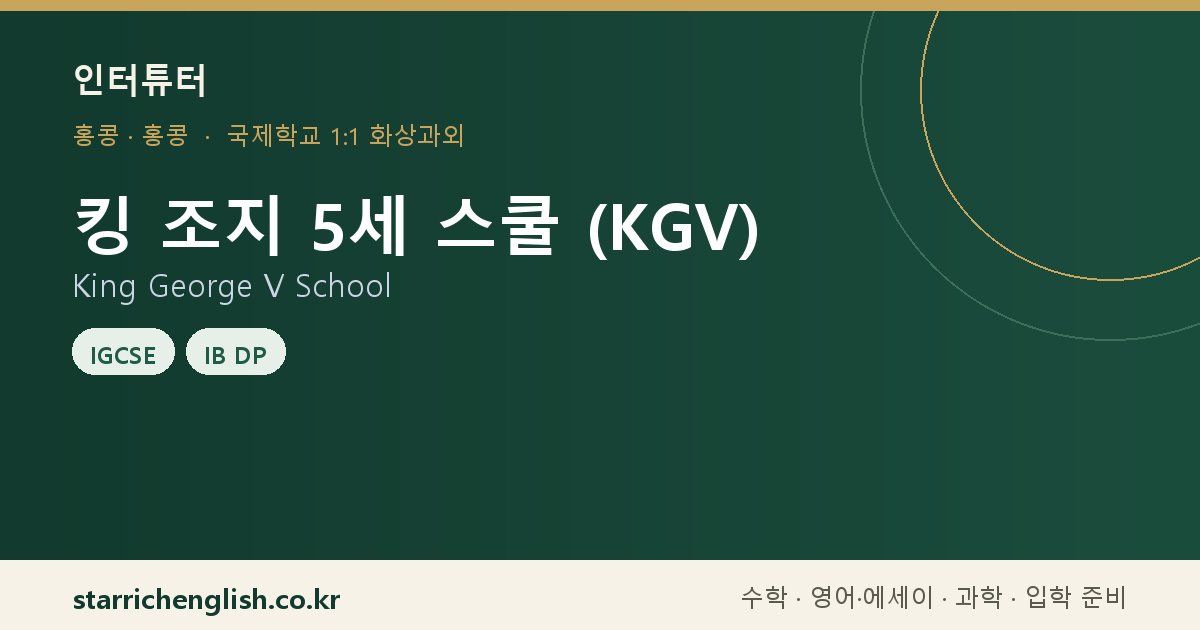 인터튜터
홍콩 · 홍콩 · 국제학교 1:1 화상과외
킹 조지 5세 스쿨 (KGV)
King George V School
IGCSE IB DP
starrichenglish.co.kr
수학 · 영어·에세이 · 과학 · 입학 준비